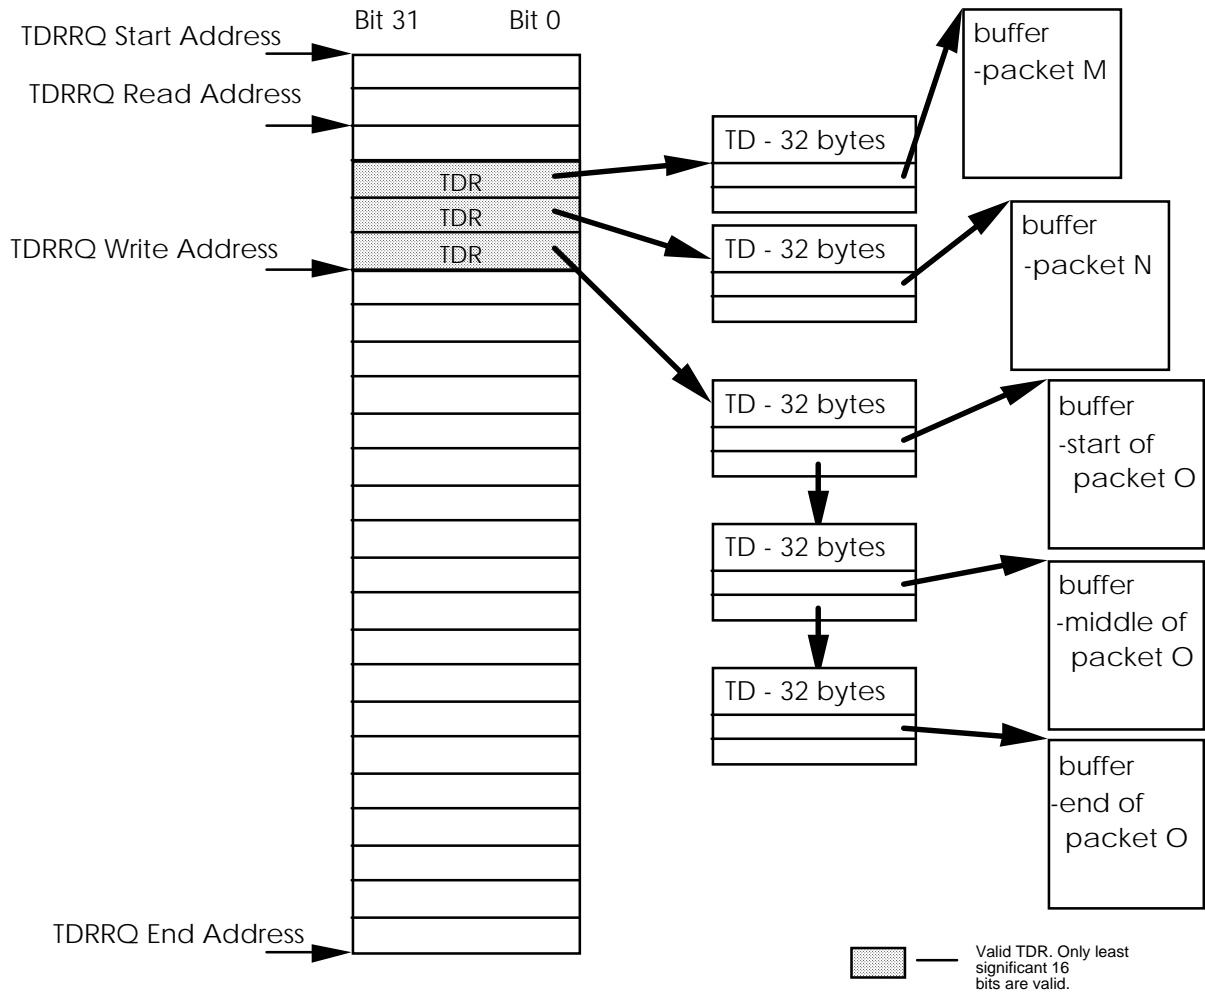 Bit 31 Bit 0
TDRRQ Start Address
TDRRQ Read Address
TDRRQ Write Address
TDRRQ End Address
TDR
TDR
TDR
TD - 32 bytes
TD - 32 bytes
TD - 32 bytes
TD - 32 bytes
TD - 32 bytes
buffer
-packet M
buffer
-packet N
buffer
-start of
packet O
buffer
-middle of
packet O
buffer
-end of
packet O
Valid TDR. Only least
significant 16
bits are valid.